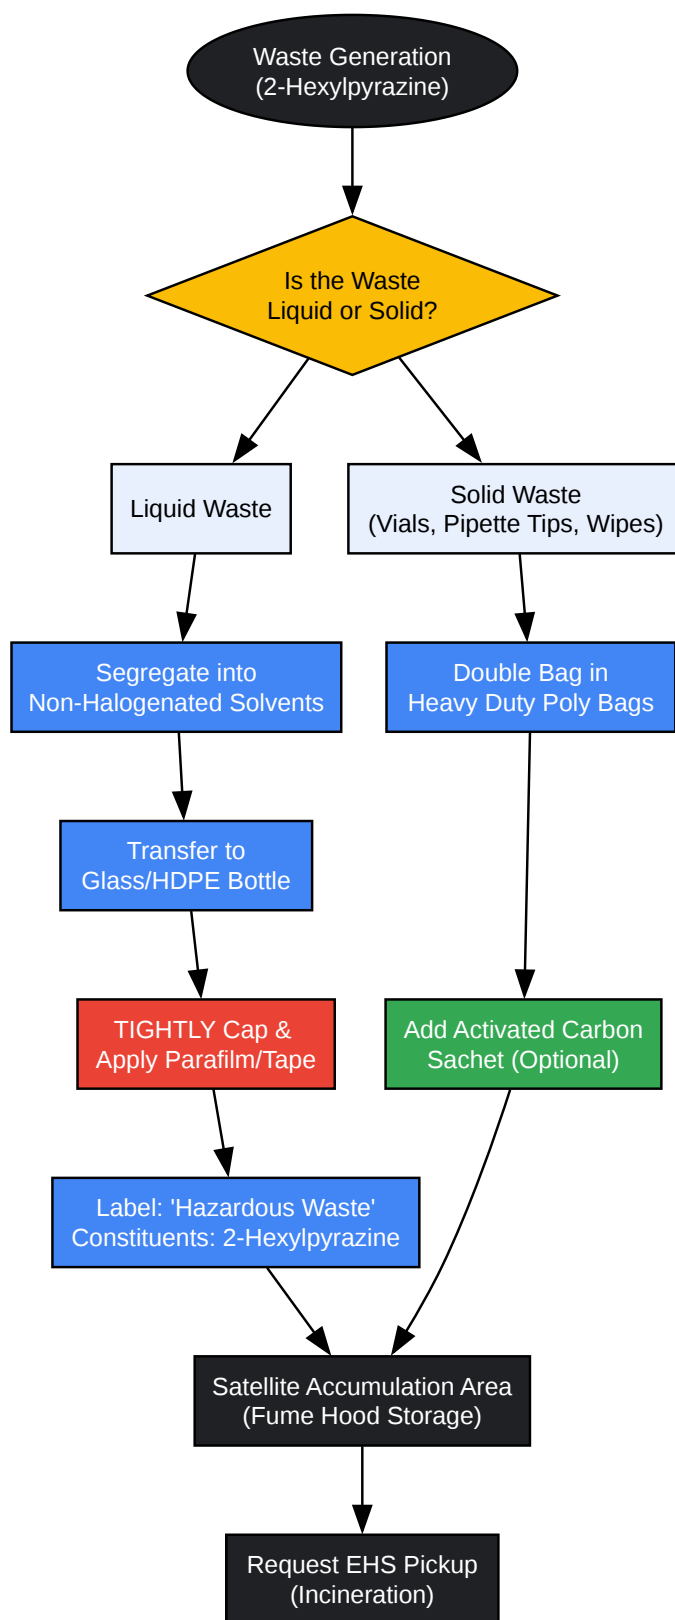 Waste Generation
(2-Hexylpyrazine)
Is the Waste
Liquid or Solid?
Liquid Waste
Solid Waste
(Vials, Pipette Tips, Wipes)
Segregate into
Non-Halogenated Solvents
Double Bag in
Heavy Duty Poly Bags
Transfer to
Glass/HDPE Bottle
TIGHTLY Cap &
Apply Parafilm/Tape
Add Activated Carbon
Sachet (Optional)
Label: 'Hazardous Waste'
Constituents: 2-Hexylpyrazine
Satellite Accumulation Area
(Fume Hood Storage)
Request EHS Pickup
(Incineration)